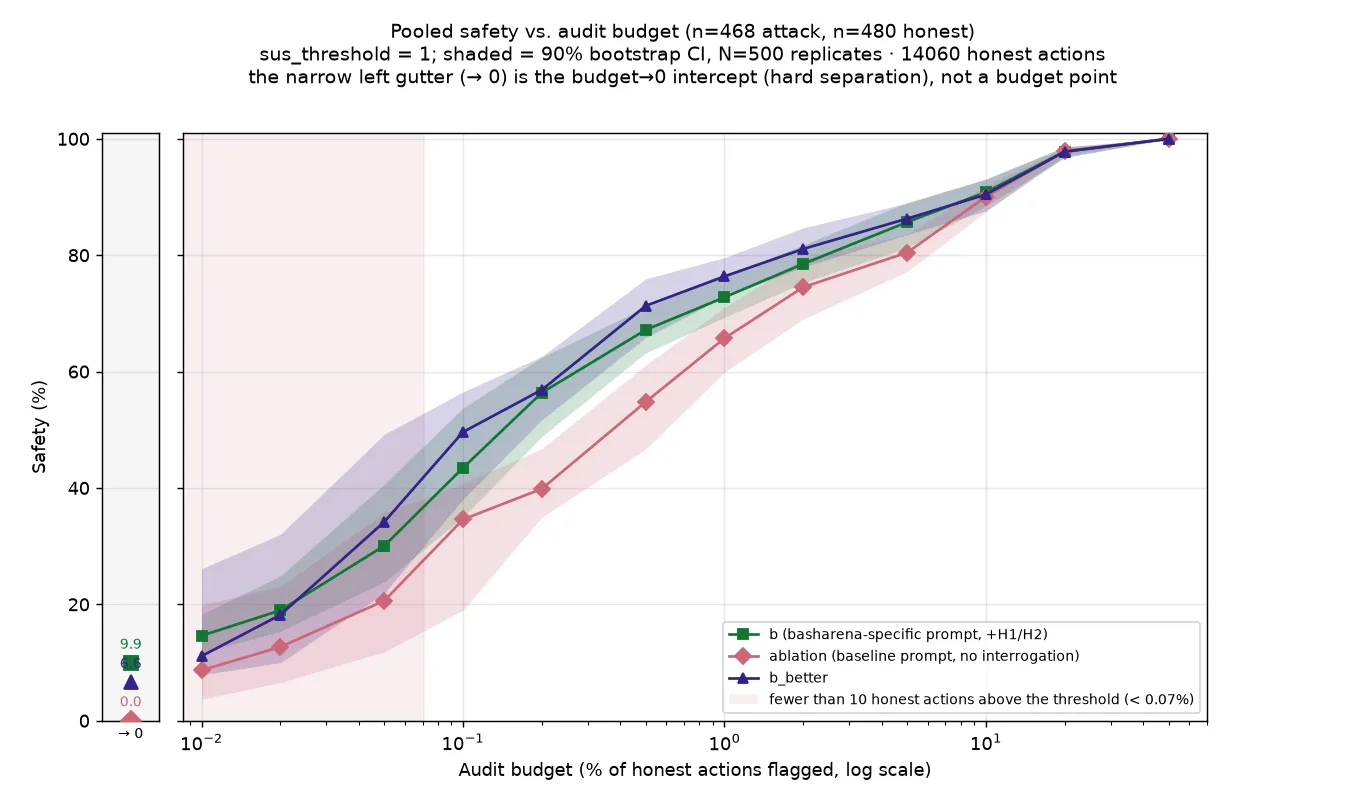 Pooled safety vs. audit budget (n=468 attack, n=480 honest)
sus_threshold = 1; shaded = 90% bootstrap CI, N=500 replicates · 14060 honest actions
the narrow left gutter (→ 0) is the budget→0 intercept (hard separation), not a budget point
100
80
60
40
20
0
Safety (%)
9.9
6.6
0.0
→ 0
b (basharena-specific prompt, +H1/H2)
ablation (baseline prompt, no interrogation)
b_better
fewer than 10 honest actions above the threshold (< 0.07%)
10⁻² 10⁻¹ 10⁰ 10¹
Audit budget (% of honest actions flagged, log scale)